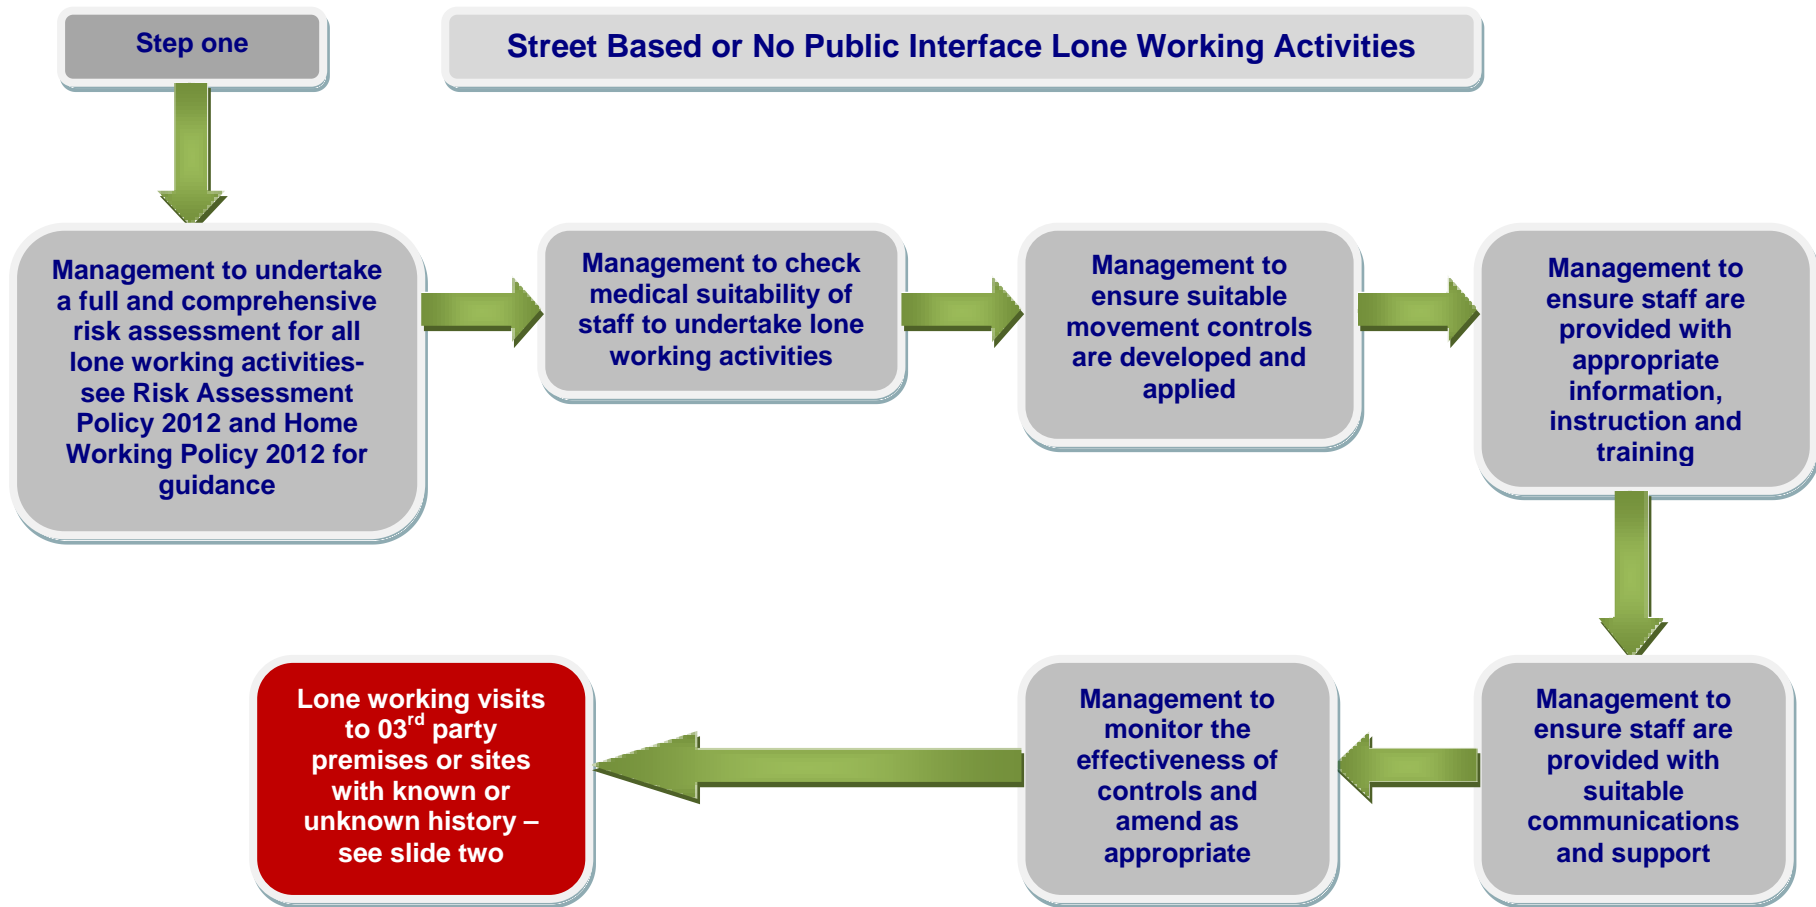 Step one
Street Based or No Public Interface Lone Working Activities
Management to undertake
a full and comprehensive
risk assessment for all
lone working activities-
see Risk Assessment
Policy 2012 and Home
Working Policy 2012 for
guidance
Management to check
medical suitability of
staff to undertake lone
working activities
Management to
ensure suitable
movement controls
are developed and
applied
Management to
ensure staff are
provided with
appropriate
information,
instruction and
training
Management to
ensure staff are
provided with
suitable
communications
and support
Management to
monitor the
effectiveness of
controls and
amend as
appropriate
Lone working visits
to 03rd party
premises or sites
with known or
unknown history –
see slide two